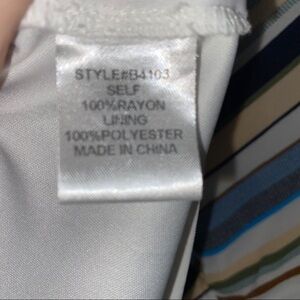 STYLE#B4103
SELF
100%RAYON
LINING
100%POLYESTER
MADE IN CHINA